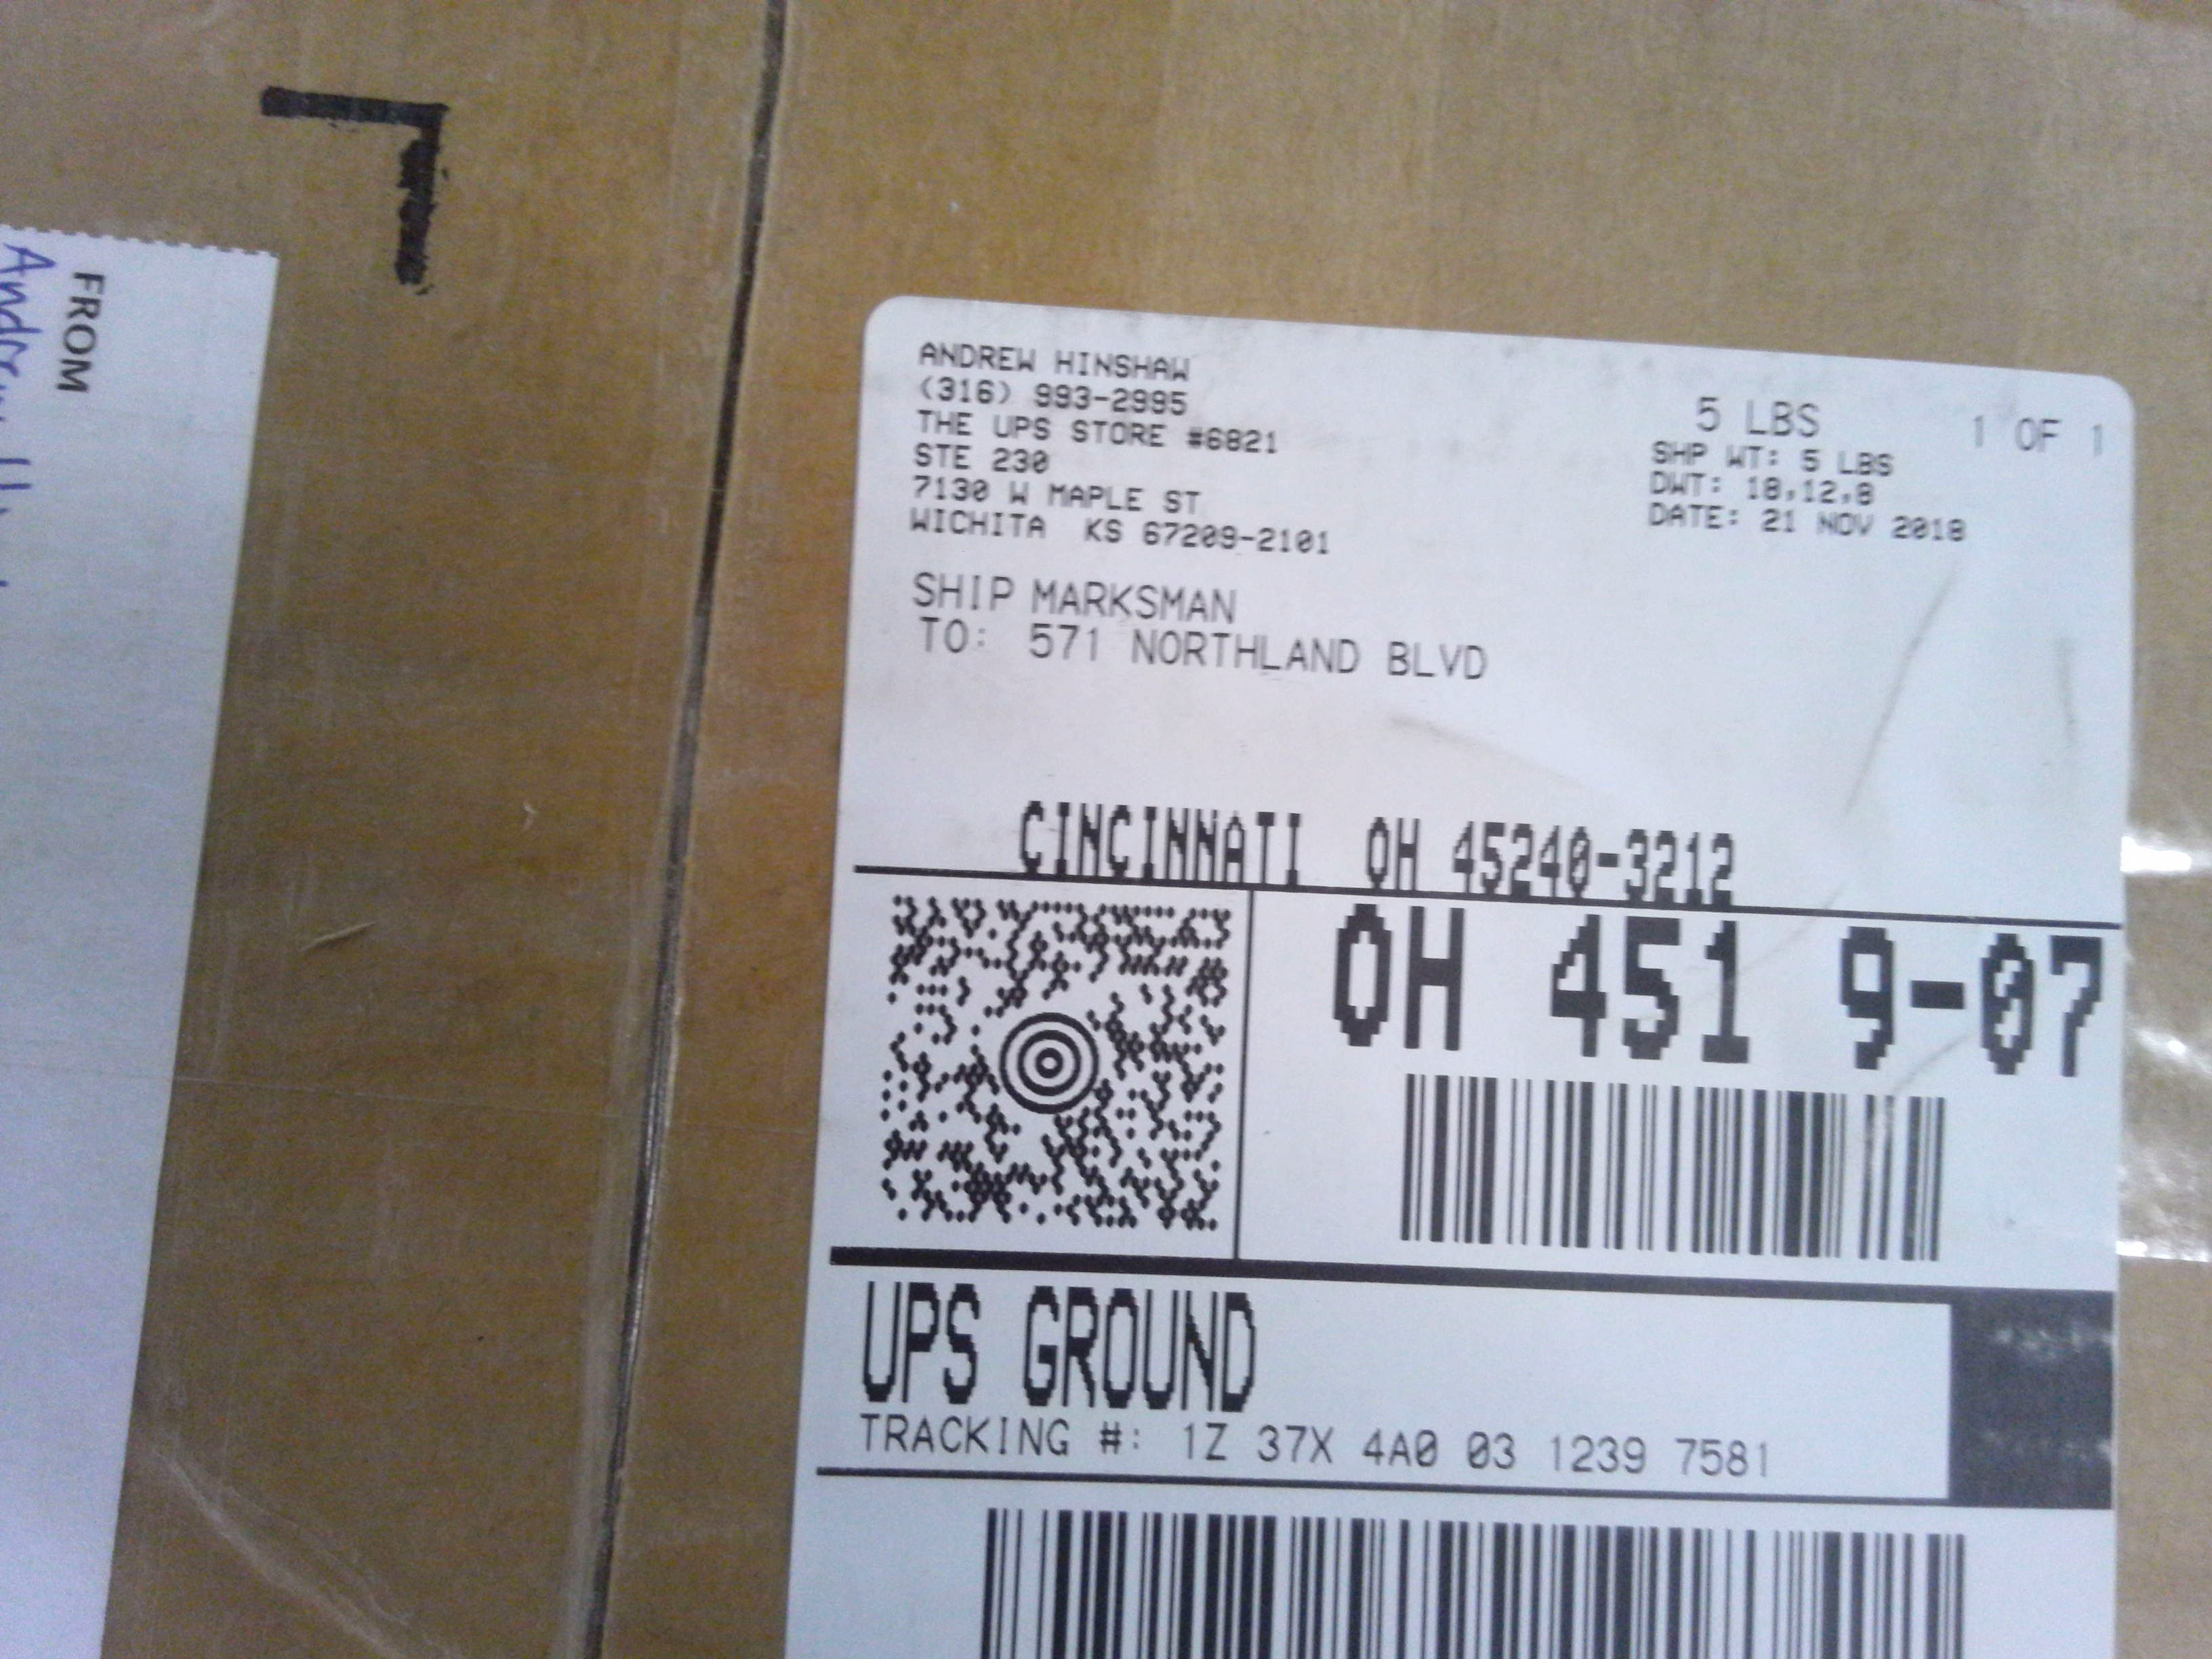 FROM
ANDREW HINSHAW
(316) 993-2995
THE UPS STORE #6821
STE 230
7130 W MAPLE ST
WICHITA KS 67209-2101
5 LBS 1 OF 1
SHP WT: 5 LBS
DWT: 18,12,8
DATE: 21 NOV 2018
SHIP MARKSMAN
TO: 571 NORTHLAND BLVD
CINCINNATI OH 45240-3212
OH 451 9-07
UPS GROUND
TRACKING #: 1Z 37X 4A0 03 1239 7581